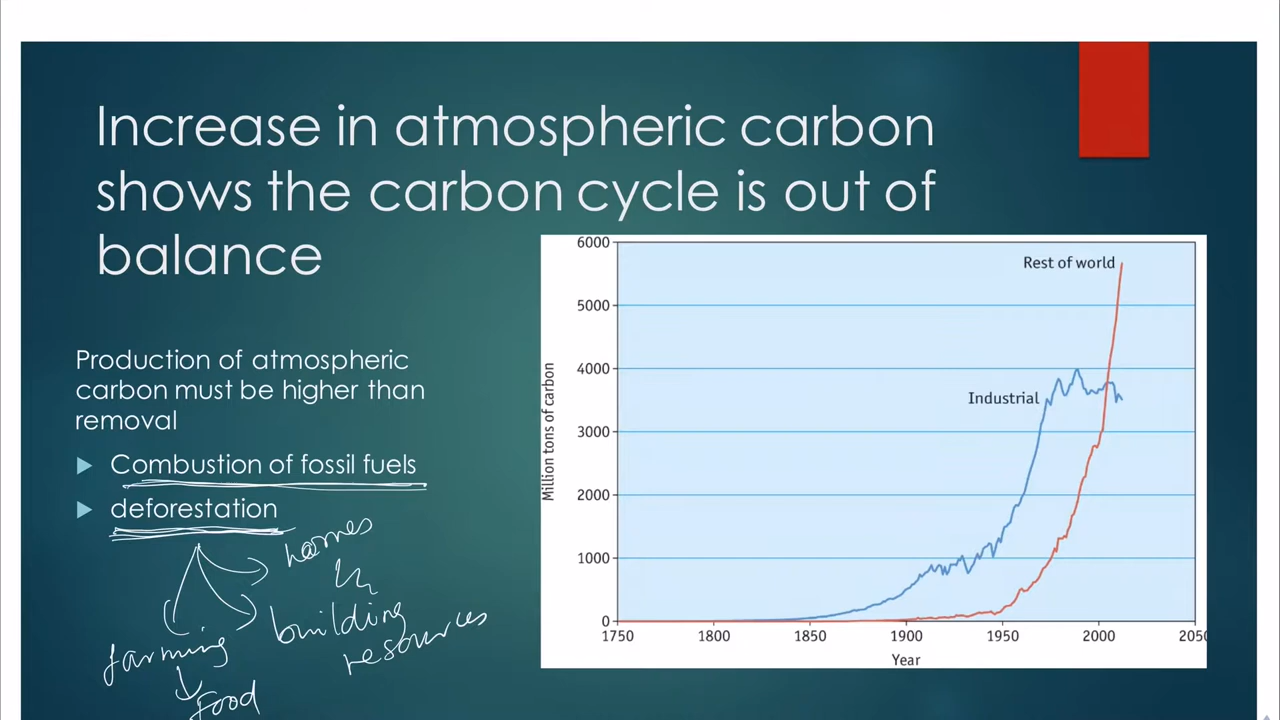 Increase in atmospheric carbon
shows the carbon cycle is out of
balance
Production of atmospheric
carbon must be higher than
removal
Combustion of fossil fuels
deforestation
homes
building
resources
farming
Food
6000
5000
4000
3000
2000
1000
0
Million tons of carbon
Rest of world
Industrial
1750 1800 1850 1900 1950 2000 2050
Year